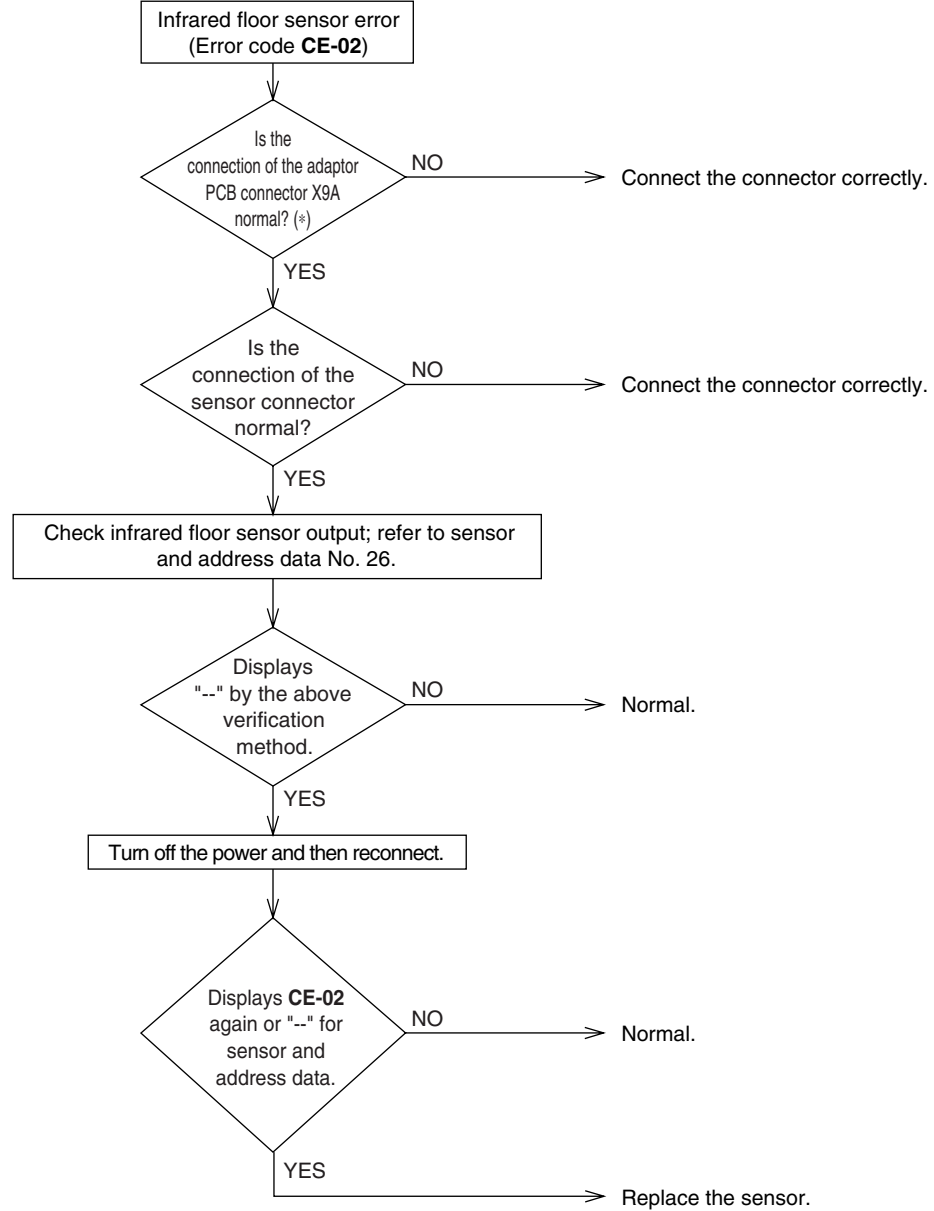 Infrared floor sensor error
(Error code CE-02)
Is the
connection of the adaptor
PCB connector X9A
normal? (*)
NO
Connect the connector correctly.
YES
Is the
connection of the
sensor connector
normal?
NO
Connect the connector correctly.
YES
Check infrared floor sensor output; refer to sensor
and address data No. 26.
Displays
"--" by the above
verification
method.
NO
Normal.
YES
Turn off the power and then reconnect.
Displays CE-02
again or "--" for
sensor and
address data.
NO
Normal.
YES
Replace the sensor.